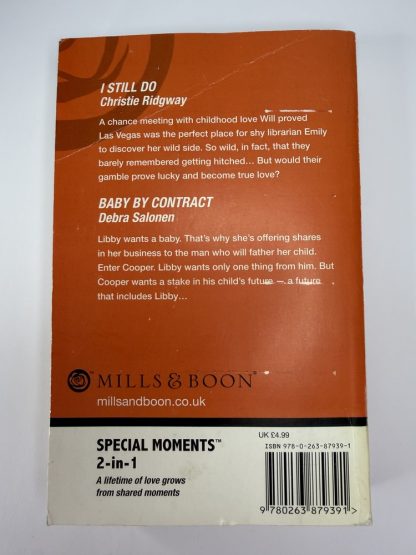 I STILL DO
Christie Ridgway
A chance meeting with childhood love Will proved
Las Vegas was the perfect place for shy librarian Emily
to discover her wild side. So wild, in fact, that they
barely remembered getting hitched... But would their
gamble prove lucky and become true love?
BABY BY CONTRACT
Debra Salonen
Libby wants a baby. That's why she's offering shares
in her business to the man who will father her child.
Enter Cooper. Libby wants only one thing from him. But
Cooper wants a stake in his child's future – a future
that includes Libby...
MILLS & BOON®
millsandboon.co.uk
SPECIAL MOMENTS™
2-in-1
A lifetime of love grows
from shared moments
UK £4.99
ISBN 978-0-263-87939-1
9 780263 879391 >